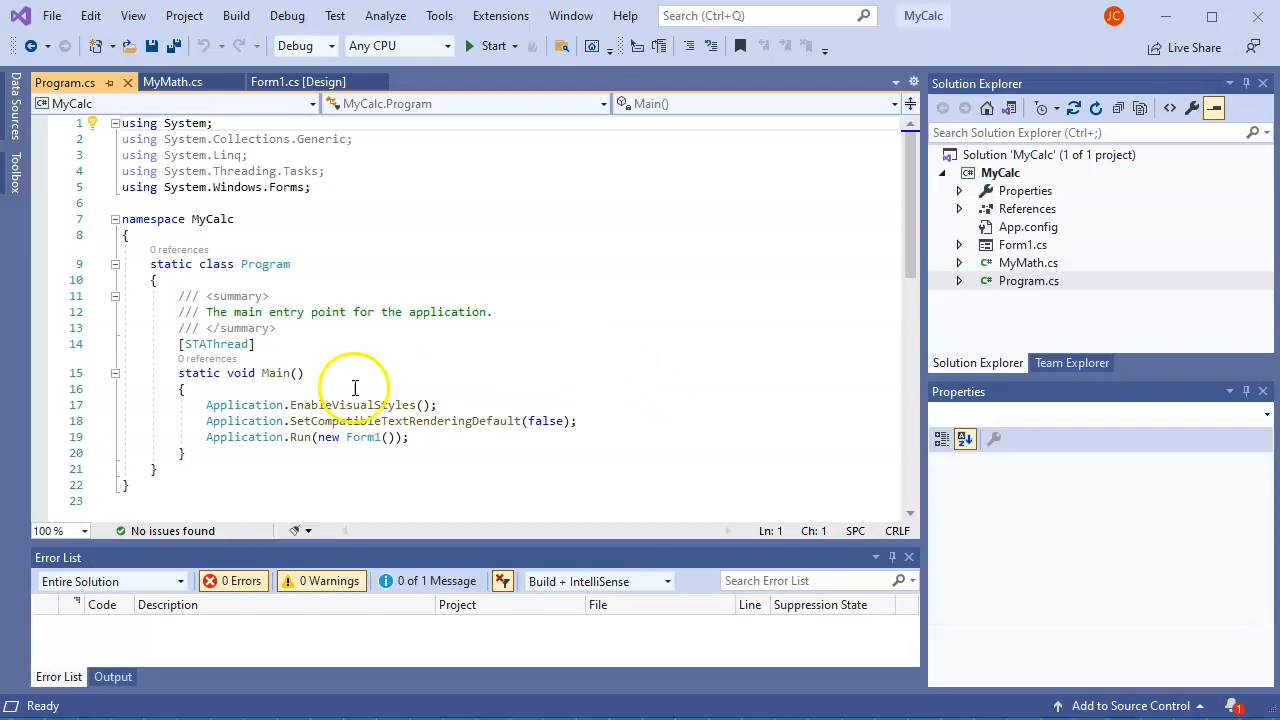 File Edit View Project Build Debug Test Analyze Tools Extensions Window Help Search (Ctrl+Q) MyCalc JC
Debug Any CPU Start Live Share
Data Sources
Toolbox
Program.cs MyMath.cs Form1.cs [Design]
MyCalc MyCalc.Program Main()
1 using System;
2 using System.Collections.Generic;
3 using System.Linq;
4 using System.Threading.Tasks;
5 using System.Windows.Forms;
6
7 namespace MyCalc
8 {
0 references
9 static class Program
10 {
11 /// <summary>
12 /// The main entry point for the application.
13 /// </summary>
14 [STAThread]
0 references
15 static void Main()
16 {
17 Application.EnableVisualStyles();
18 Application.SetCompatibleTextRenderingDefault(false);
19 Application.Run(new Form1());
20 }
21 }
22 }
23
100 % No issues found Ln: 1 Ch: 1 SPC CRLF
Error List
Entire Solution 0 Errors 0 Warnings 0 of 1 Message Build + IntelliSense Search Error List
Code Description Project File Line Suppression State
Error List Output
Solution Explorer
Search Solution Explorer (Ctrl+;)
Solution 'MyCalc' (1 of 1 project)
MyCalc
Properties
References
App.config
Form1.cs
C# MyMath.cs
C# Program.cs
Solution Explorer Team Explorer
Properties
Ready Add to Source Control 1